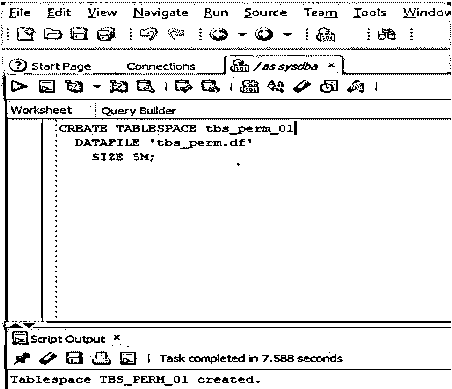 File Edit View Navigate Run Source Team Tools Window
Start Page Connections / as sysdba
Worksheet Query Builder
CREATE TABLESPACE tbs_perm_01
DATAFILE 'tbs_perm.df'
SIZE 5M;
Script Output
Task completed in 7.588 seconds
Tablespace TBS_PERM_01 created.